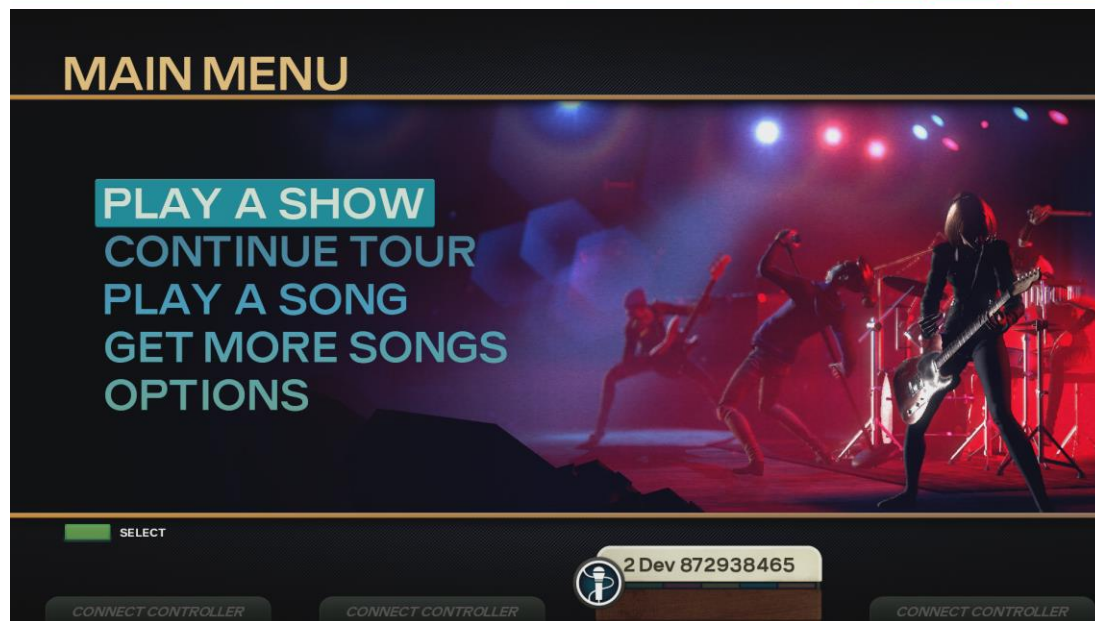 MAIN MENU
PLAY A SHOW
CONTINUE TOUR
PLAY A SONG
GET MORE SONGS
OPTIONS
SELECT
2 Dev 872938465
CONNECT CONTROLLER
CONNECT CONTROLLER
CONNECT CONTROLLER